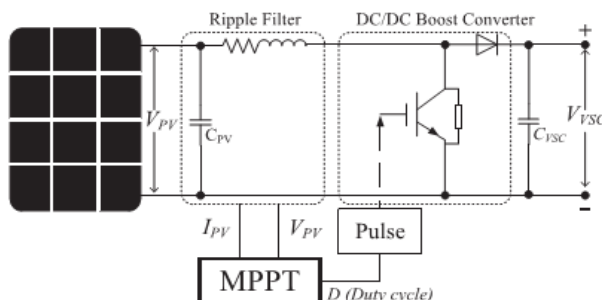 Ripple Filter
DC/DC Boost Converter
+
V_PV
C_PV
C_VSC
V_VSC
-
I_PV
V_PV
Pulse
MPPT
D (Duty cycle)